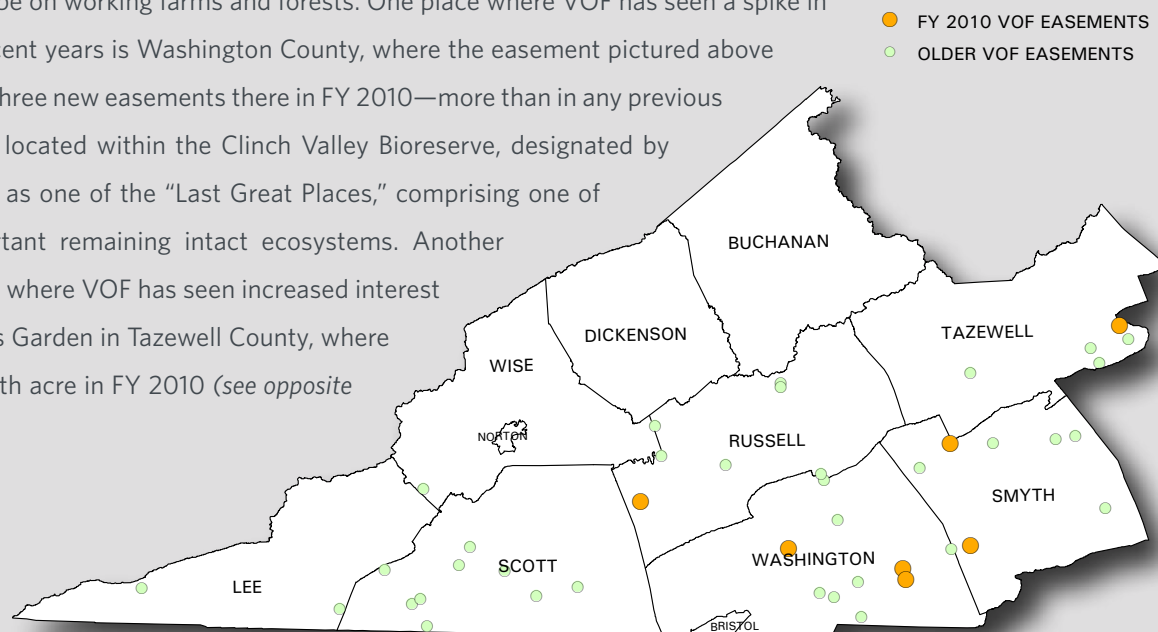 be on working farms and forests. One place where VOF has seen a spike in
cent years is Washington County, where the easement pictured above
three new easements there in FY 2010—more than in any previous
located within the Clinch Valley Bioreserve, designated by
as one of the “Last Great Places,” comprising one of
rtant remaining intact ecosystems. Another
where VOF has seen increased interest
s Garden in Tazewell County, where
th acre in FY 2010 (see opposite
FY 2010 VOF EASEMENTS
OLDER VOF EASEMENTS
BUCHANAN
DICKENSON
TAZEWELL
WISE
NORTON
RUSSELL
SMYTH
SCOTT
WASHINGTON
LEE
BRISTOL